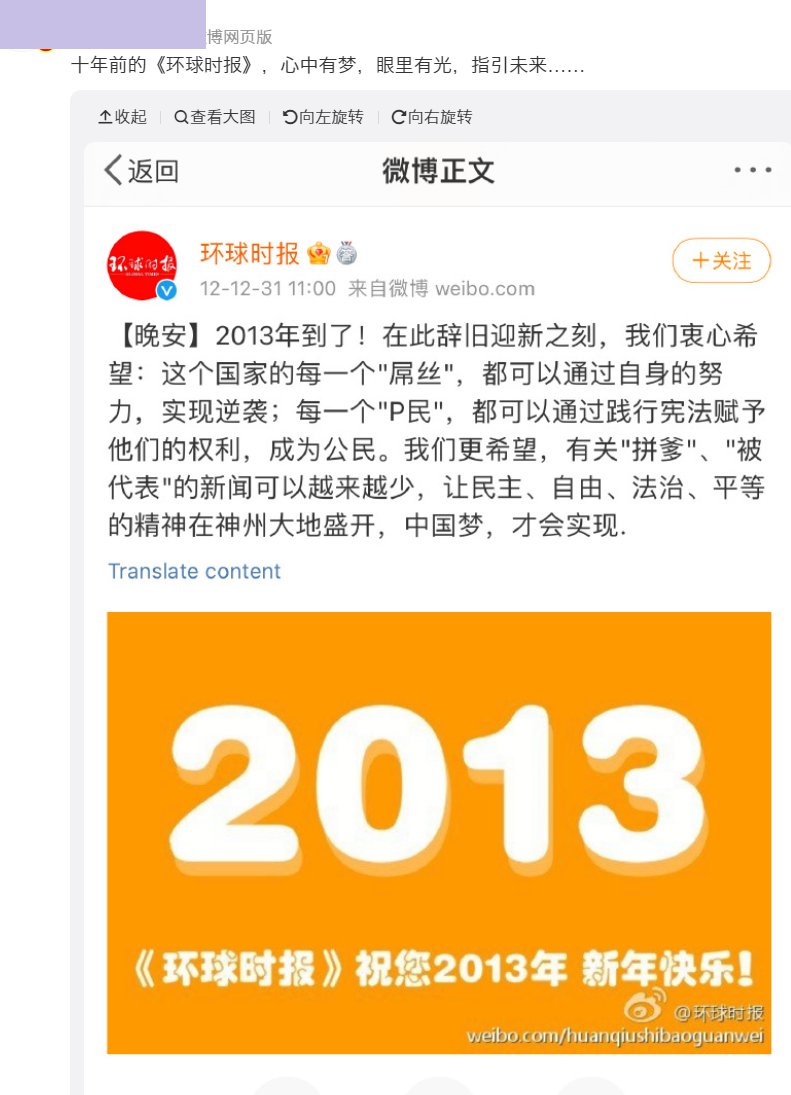 博网页版
十年前的《环球时报》，心中有梦，眼里有光，指引未来……
收起 查看大图 向左旋转 向右旋转
返回 微博正文 ···
环球时报
GLOBAL TIMES
环球时报
+关注
12-12-31 11:00 来自微博 weibo.com
【晚安】2013年到了！在此辞旧迎新之刻，我们衷心希
望：这个国家的每一个"屌丝"，都可以通过自身的努
力，实现逆袭；每一个"P民"，都可以通过践行宪法赋予
他们的权利，成为公民。我们更希望，有关"拼爹"、"被
代表"的新闻可以越来越少，让民主、自由、法治、平等
的精神在神州大地盛开，中国梦，才会实现.
Translate content
2013
《环球时报》祝您2013年 新年快乐!
@环球时报
weibo.com/huanqiushibaoguanwei